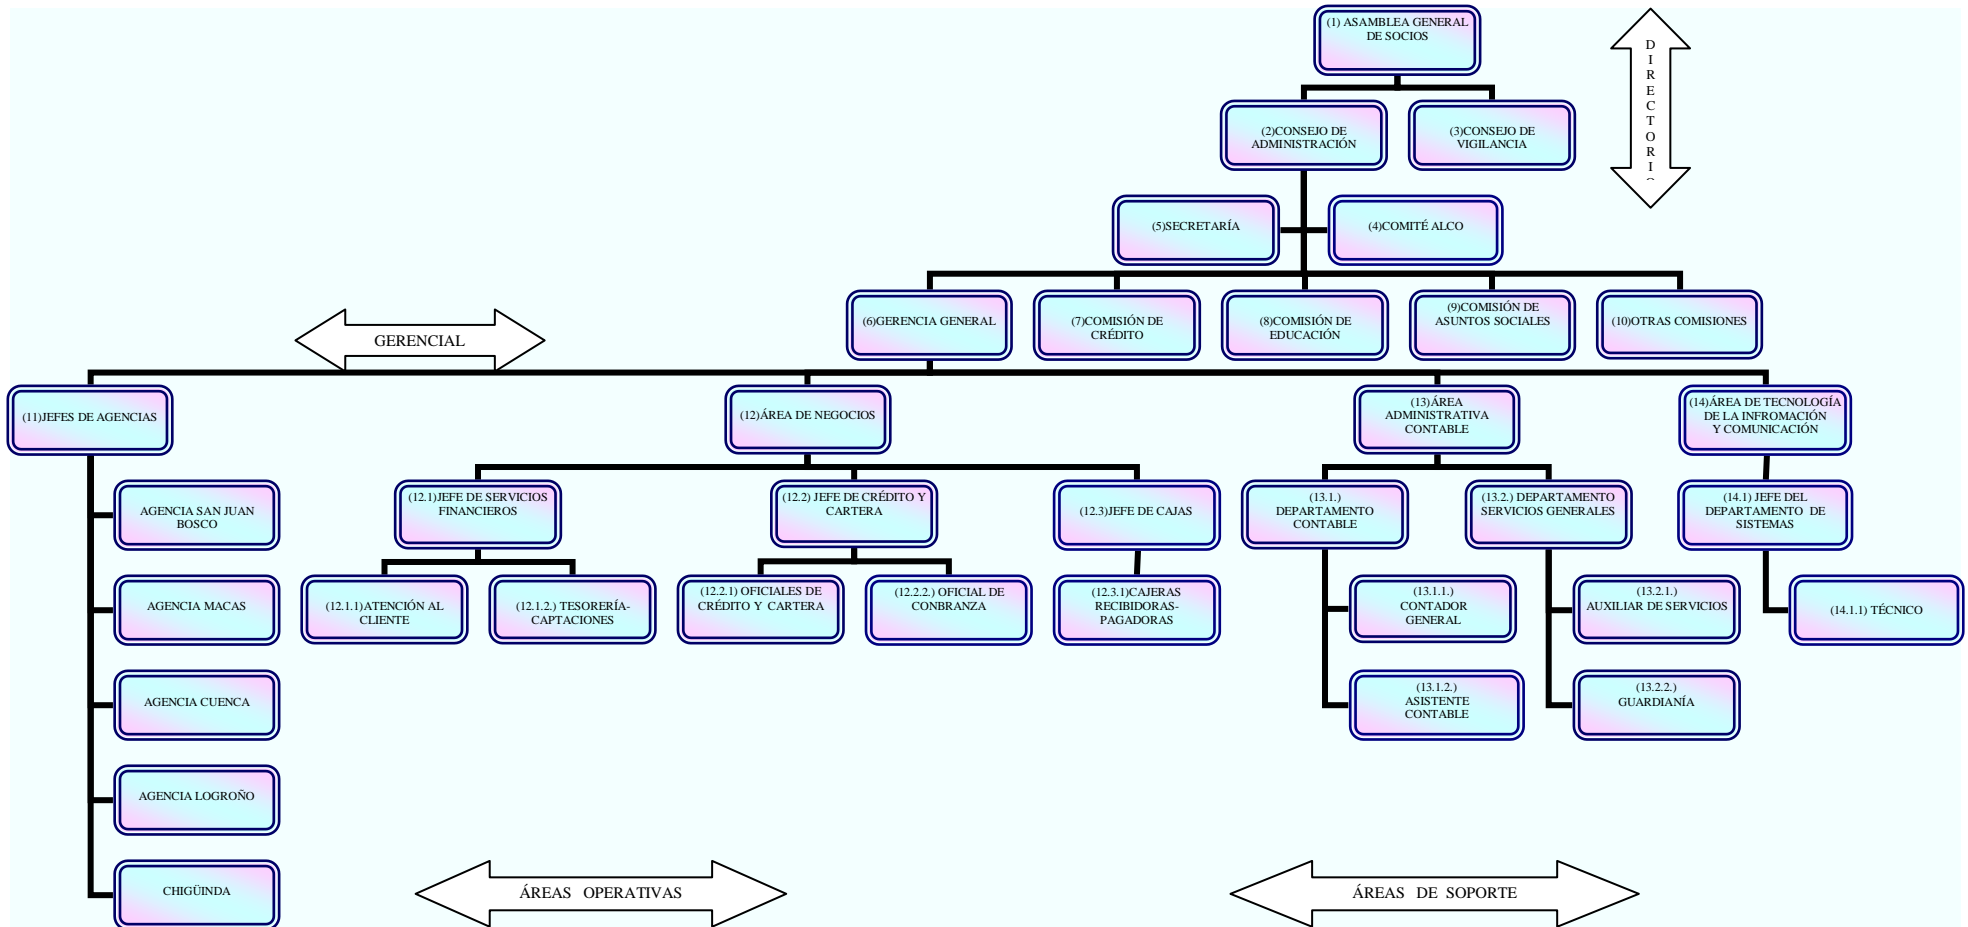 (1) ASAMBLEA GENERAL
DE SOCIOS
D
I
R
E
C
T
O
R
I
(2)CONSEJO DE
ADMINISTRACIÓN
(3)CONSEJO DE
VIGILANCIA
(5)SECRETARÍA
(4)COMITÉ ALCO
GERENCIAL
(6)GERENCIA GENERAL
(7)COMISIÓN DE
CRÉDITO
(8)COMISIÓN DE
EDUCACIÓN
(9)COMISIÓN DE
ASUNTOS SOCIALES
(10)OTRAS COMISIONES
(11)JEFES DE AGENCIAS
(12)ÁREA DE NEGOCIOS
(13)ÁREA
ADMINISTRATIVA
CONTABLE
(14)ÁREA DE TECNOLOGÍA
DE LA INFROMACIÓN
Y COMUNICACIÓN
AGENCIA SAN JUAN
BOSCO
(12.1)JEFE DE SERVICIOS
FINANCIEROS
(12.2) JEFE DE CRÉDITO Y
CARTERA
(12.3)JEFE DE CAJAS
(13.1.)
DEPARTAMENTO
CONTABLE
(13.2.) DEPARTAMENTO
SERVICIOS GENERALES
(14.1) JEFE DEL
DEPARTAMENTO DE
SISTEMAS
AGENCIA MACAS
(12.1.1)ATENCIÓN AL
CLIENTE
(12.1.2.) TESORERÍA-
CAPTACIONES
(12.2.1) OFICIALES DE
CRÉDITO Y CARTERA
(12.2.2.) OFICIAL DE
CONBRANZA
(12.3.1)CAJERAS
RECIBIDORAS-
PAGADORAS
(13.1.1.)
CONTADOR
GENERAL
(13.2.1.)
AUXILIAR DE SERVICIOS
(14.1.1) TÉCNICO
AGENCIA CUENCA
(13.1.2.)
ASISTENTE
CONTABLE
(13.2.2.)
GUARDIANÍA
AGENCIA LOGROÑO
CHIGÜINDA
ÁREAS OPERATIVAS
ÁREAS DE SOPORTE